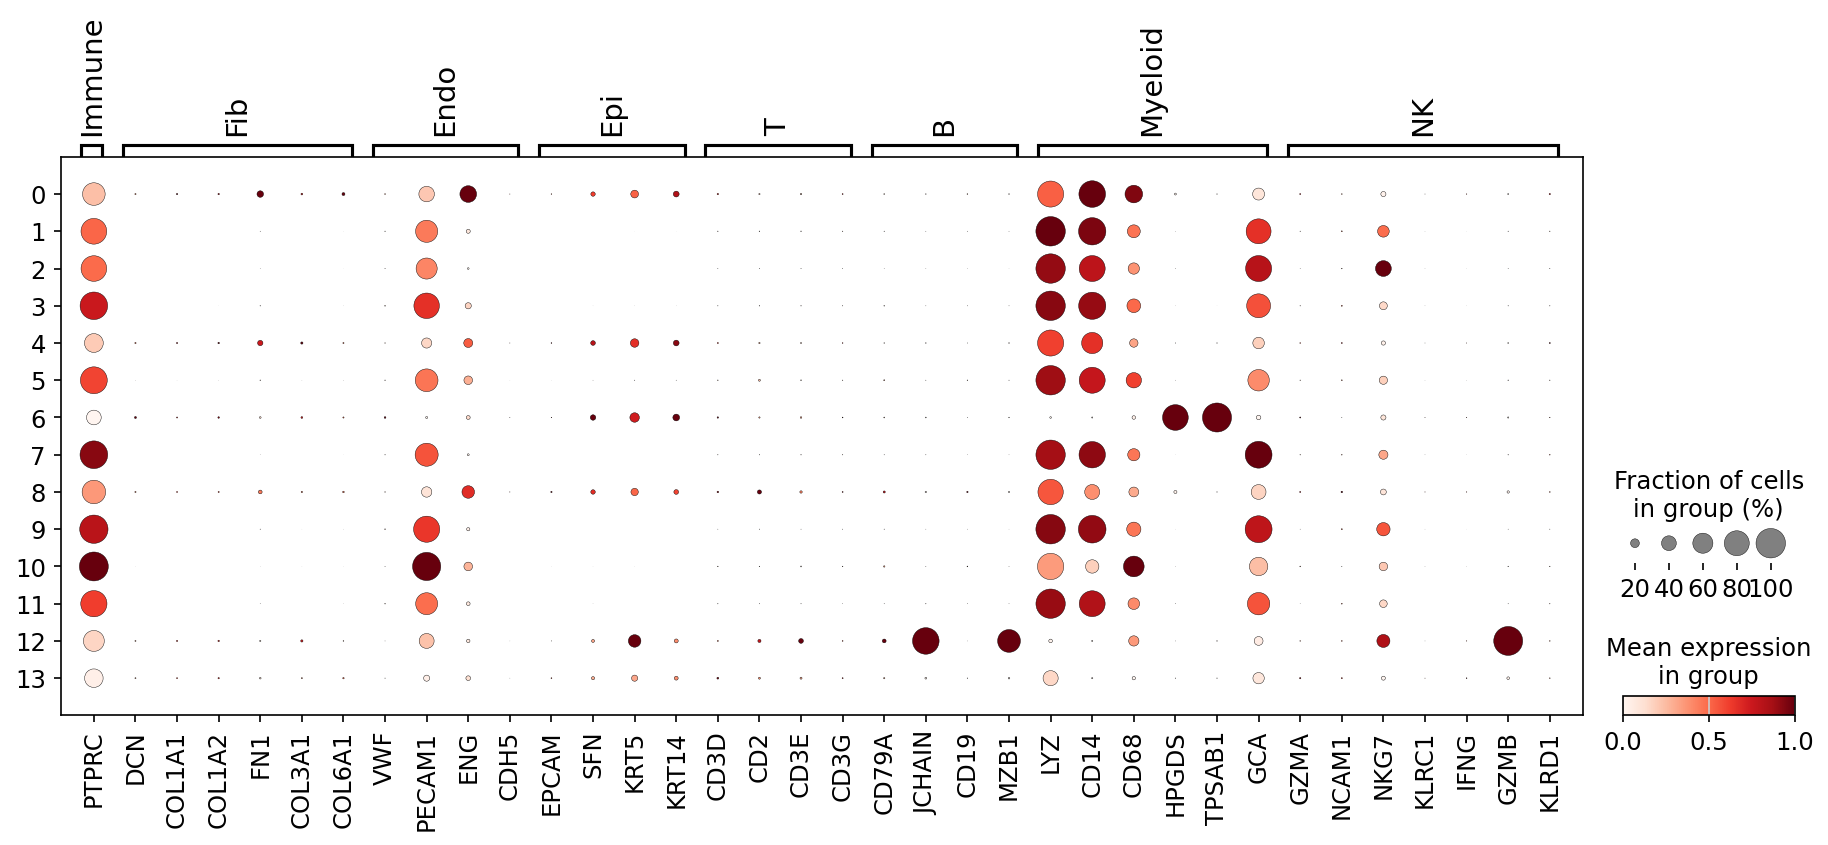 Immune
Fib
Endo
Epi
T
B
Myeloid
NK
0
1
2
3
4
5
6
7
8
9
10
11
12
13
PTPRC
DCN
COL1A1
COL1A2
FN1
COL3A1
COL6A1
VWF
PECAM1
ENG
CDH5
EPCAM
SFN
KRT5
KRT14
CD3D
CD2
CD3E
CD3G
CD79A
JCHAIN
CD19
MZB1
LYZ
CD14
CD68
HPGDS
TPSAB1
GCA
GZMA
NCAM1
NKG7
KLRC1
IFNG
GZMB
KLRD1
Fraction of cells
in group (%)
20 40 60 80 100
Mean expression
in group
0.0 0.5 1.0